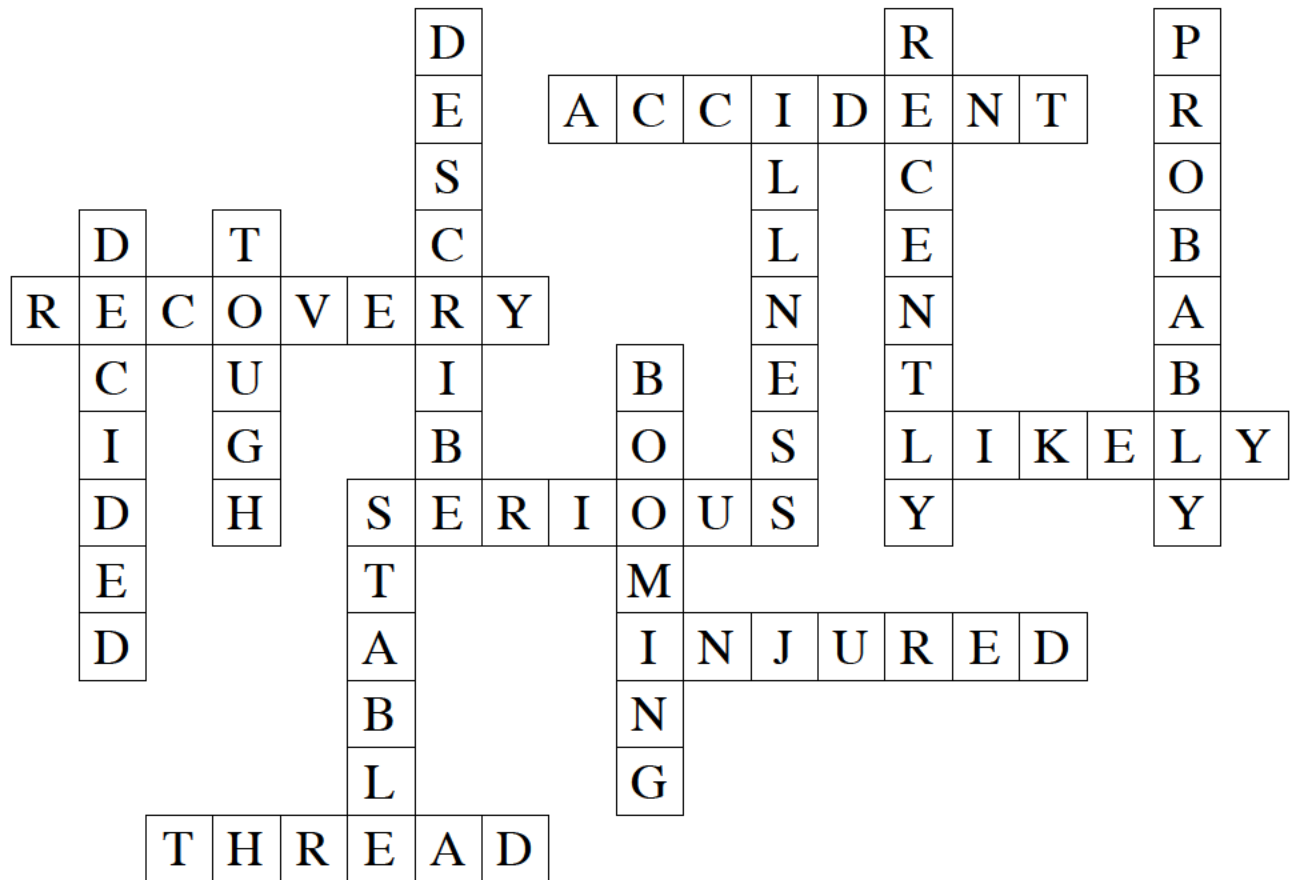 DESCRIBE
RECENTLY
PROBABLY
ACCIDENT
ILLNESS
DECIDED
TOUGH
RECOVERY
BOOMING
LIKELY
SERIOUS
STABLE
INJURED
THREAD